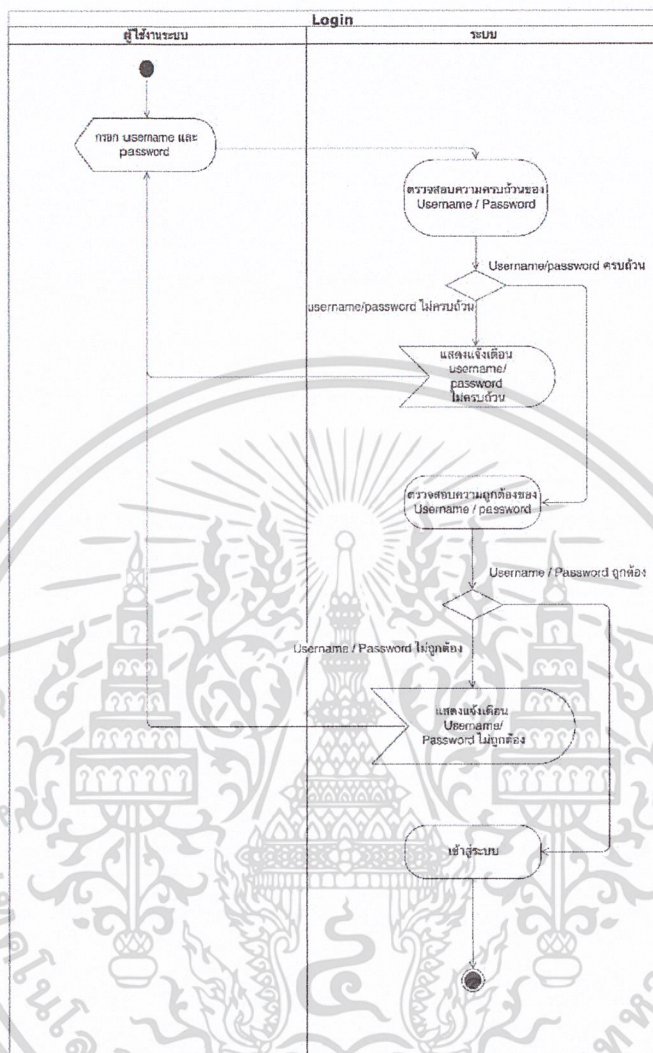 Login
ผู้ใช้งานระบบ
ระบบ
กรอก username และ
password
ตรวจสอบความครบถ้วนของ
Username / Password
Username/password ครบถ้วน
username/password ไม่ครบถ้วน
แสดงแจ้งเตือน
username/
password
ไม่ครบถ้วน
ตรวจสอบความถูกต้องของ
Username / password
Username / Password ถูกต้อง
Username / Password ไม่ถูกต้อง
แสดงแจ้งเตือน
Username/
Password ไม่ถูกต้อง
เข้าสู่ระบบ